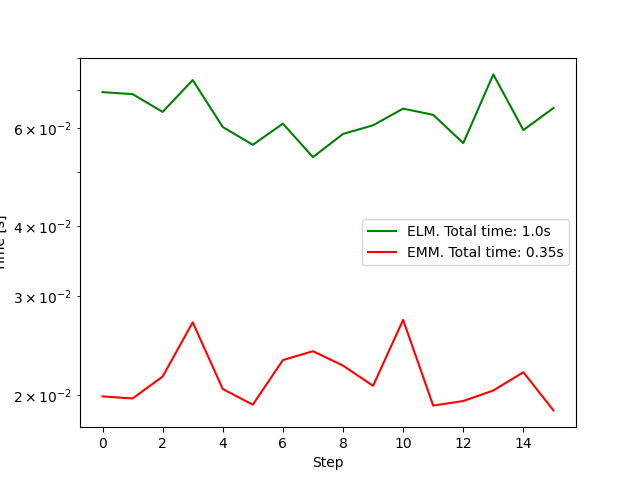 6 × 10⁻²
4 × 10⁻²
3 × 10⁻²
2 × 10⁻²
Time [s]
ELM. Total time: 1.0s
EMM. Total time: 0.35s
0 2 4 6 8 10 12 14
Step